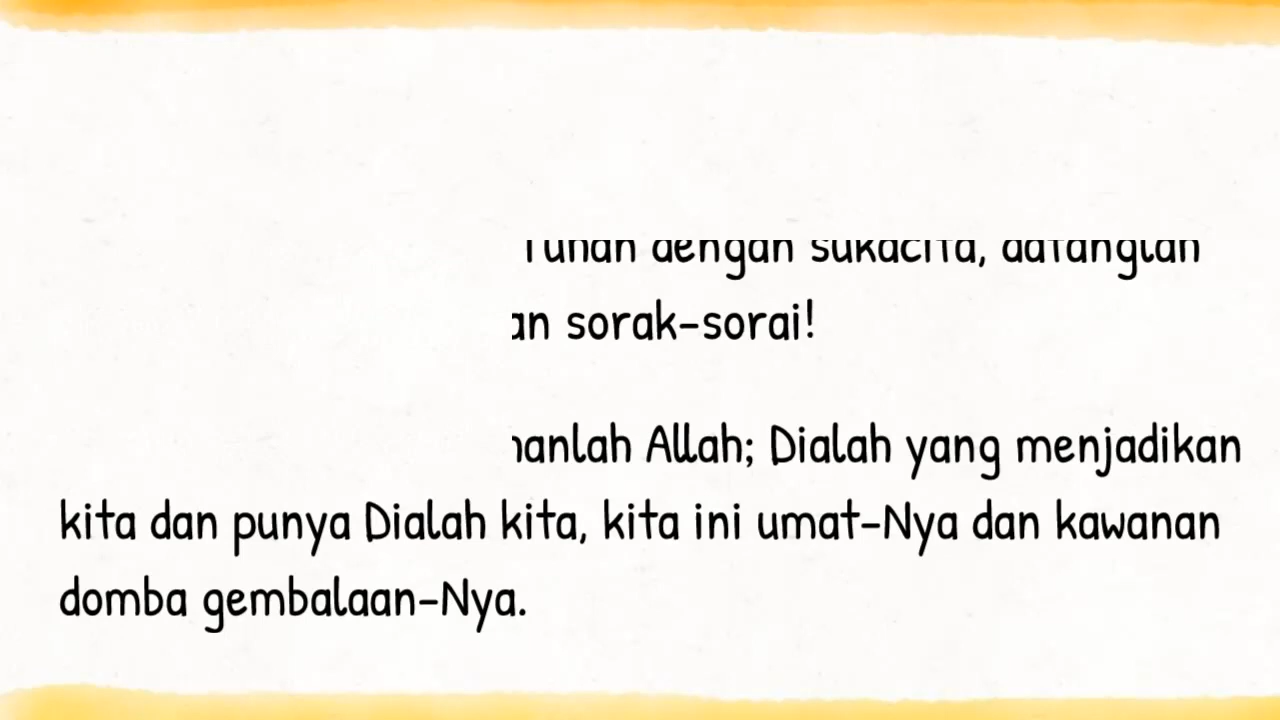 Tuhan dengan sukacita, datanglah
sorak-sorai!
Allah; Dialah yang menjadikan
kita dan punya Dialah kita, kita ini umat-Nya dan kawanan
domba gembalaan-Nya.